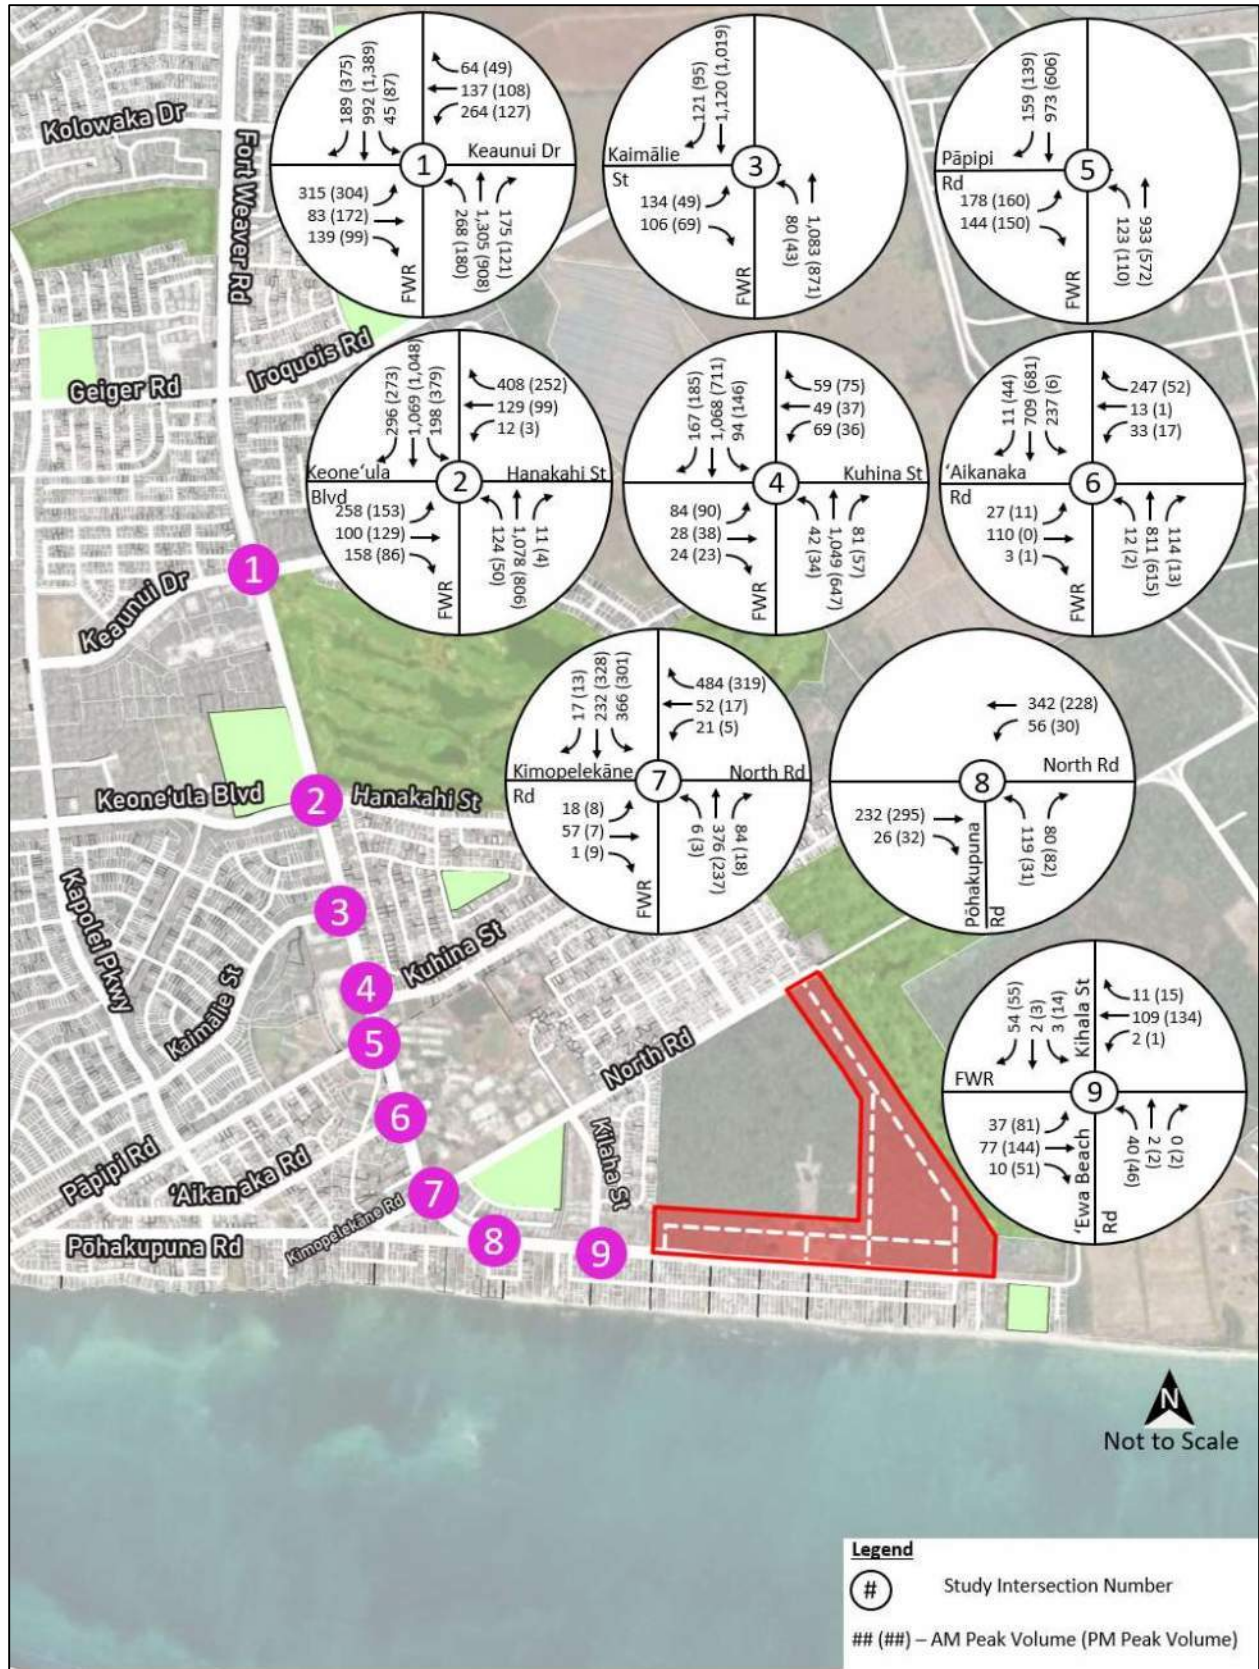 Kolowaka Dr
Fort Weaver Rd
Geiger Rd
Iroquois Rd
Keaunui Dr
Keone'ula Blvd
Hanakahi St
Kapolei Pkwy
Kaimalie St
Kuhina St
North Rd
Kilaha St
Pāpipi Rd
'Aikanaka Rd
Kimopelekāne Rd
Pōhakupuna Rd
1
2
3
4
5
6
7
8
9
189 (375)
992 (1,389)
45 (87)
64 (49)
137 (108)
264 (127)
Keaunui Dr
1
315 (304)
83 (172)
139 (99)
FWR
268 (180)
1,305 (908)
175 (121)
121 (95)
1,120 (1,019)
Kaimālie
St
3
134 (49)
106 (69)
FWR
80 (43)
1,083 (871)
159 (139)
973 (606)
Pāpipi
Rd
5
178 (160)
144 (150)
FWR
123 (110)
933 (572)
296 (273)
1,069 (1,048)
198 (379)
408 (252)
129 (99)
12 (3)
Keone'ula
Blvd
2
Hanakahi St
258 (153)
100 (129)
158 (86)
FWR
124 (50)
1,078 (806)
11 (4)
167 (185)
1,068 (711)
94 (146)
59 (75)
49 (37)
69 (36)
4
Kuhina St
84 (90)
28 (38)
24 (23)
FWR
42 (34)
1,049 (647)
81 (57)
11 (44)
709 (681)
237 (6)
247 (52)
13 (1)
33 (17)
'Aikanaka
Rd
6
27 (11)
110 (0)
3 (1)
FWR
12 (2)
811 (615)
114 (13)
17 (13)
232 (328)
366 (301)
484 (319)
52 (17)
21 (5)
Kimopelekāne
Rd
7
North Rd
18 (8)
57 (7)
1 (9)
FWR
6 (3)
376 (237)
84 (18)
342 (228)
56 (30)
8
North Rd
232 (295)
26 (32)
Pōhakupuna
Rd
119 (31)
80 (82)
54 (55)
2 (3)
3 (14)
Kihala St
11 (15)
109 (134)
2 (1)
FWR
9
37 (81)
77 (144)
10 (51)
'Ewa Beach
Rd
40 (46)
2 (2)
0 (2)
N
Not to Scale
Legend
# Study Intersection Number
## (##) – AM Peak Volume (PM Peak Volume)